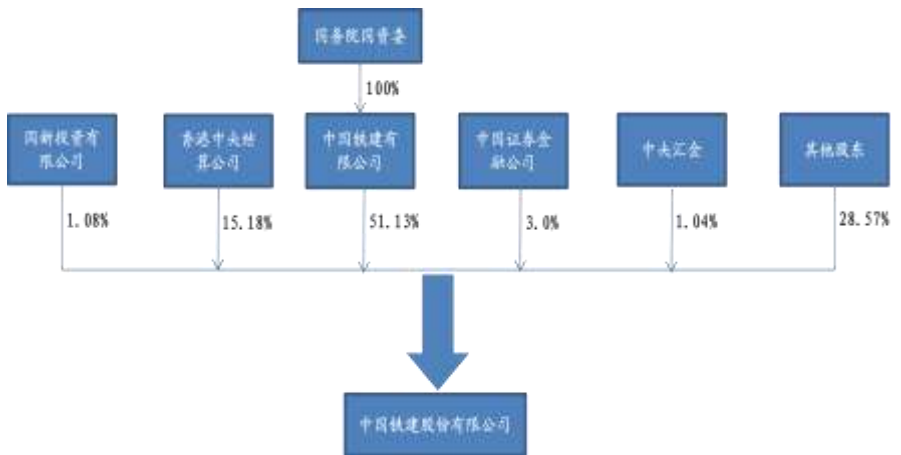 国务院国资委
100%
国新投资有
限公司
香港中央结
算公司
中国铁建有
限公司
中国证券金
融公司
中央汇金
其他股东
1.08%
15.18%
51.13%
3.0%
1.04%
28.57%
中国铁建股份有限公司